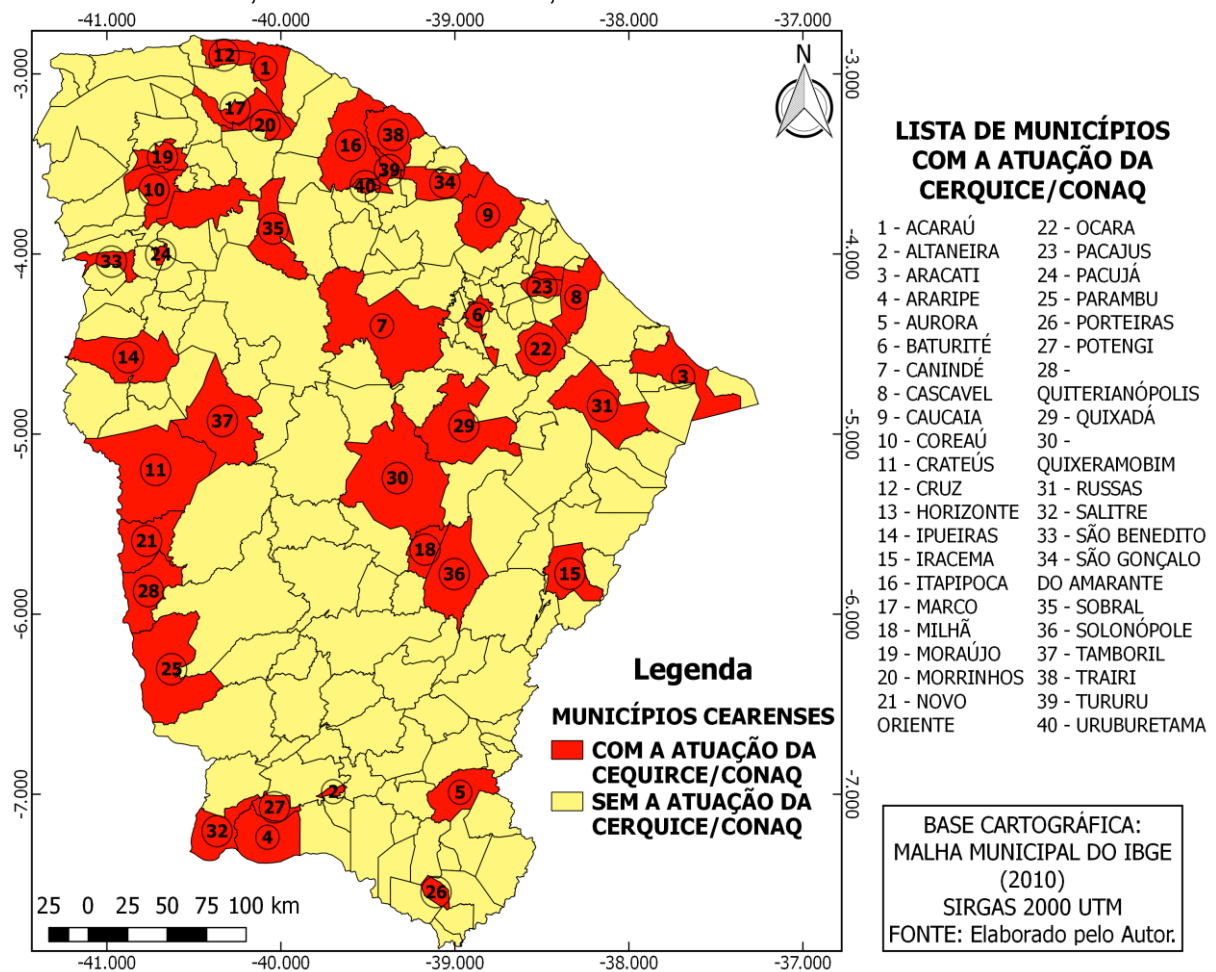 -41.000 -40.000 -39.000 -38.000 -37.000
-3.000
-4.000
-5.000
-6.000
-7.000
12
1
17
20
19
10
16
38
39
40
34
9
35
33
24
7
6
23
8
22
14
37
3
31
29
11
30
21
18
36
15
28
25
27
32
4
2
5
26
N
-3.000
-4.000
-5.000
-6.000
-7.000
Legenda
MUNICÍPIOS CEARENSES
COM A ATUAÇÃO DA
CEQUIRCE/CONAQ
SEM A ATUAÇÃO DA
CERQUICE/CONAQ
25 0 25 50 75 100 km
-41.000 -40.000 -39.000 -38.000 -37.000
LISTA DE MUNICÍPIOS
COM A ATUAÇÃO DA
CERQUICE/CONAQ
1 - ACARAÚ
2 - ALTANEIRA
3 - ARACATI
4 - ARARIPE
5 - AURORA
6 - BATURITÉ
7 - CANINDÉ
8 - CASCAVEL
9 - CAUCAIA
10 - COREAÚ
11 - CRATEÚS
12 - CRUZ
13 - HORIZONTE
14 - IPUEIRAS
15 - IRACEMA
16 - ITAPIPOCA
17 - MARCO
18 - MILHÃ
19 - MORAÚJO
20 - MORRINHOS
21 - NOVO
ORIENTE
22 - OCARA
23 - PACAJUS
24 - PACUJÁ
25 - PARAMBU
26 - PORTEIRAS
27 - POTENGI
28 -
QUITERIANÓPOLIS
29 - QUIXADÁ
30 -
QUIXERAMOBIM
31 - RUSSAS
32 - SALITRE
33 - SÃO BENEDITO
34 - SÃO GONÇALO
DO AMARANTE
35 - SOBRAL
36 - SOLONÓPOLE
37 - TAMBORIL
38 - TRAIRI
39 - TURURU
40 - URUBURETAMA
BASE CARTOGRÁFICA:
MALHA MUNICIPAL DO IBGE
(2010)
SIRGAS 2000 UTM
FONTE: Elaborado pelo Autor.